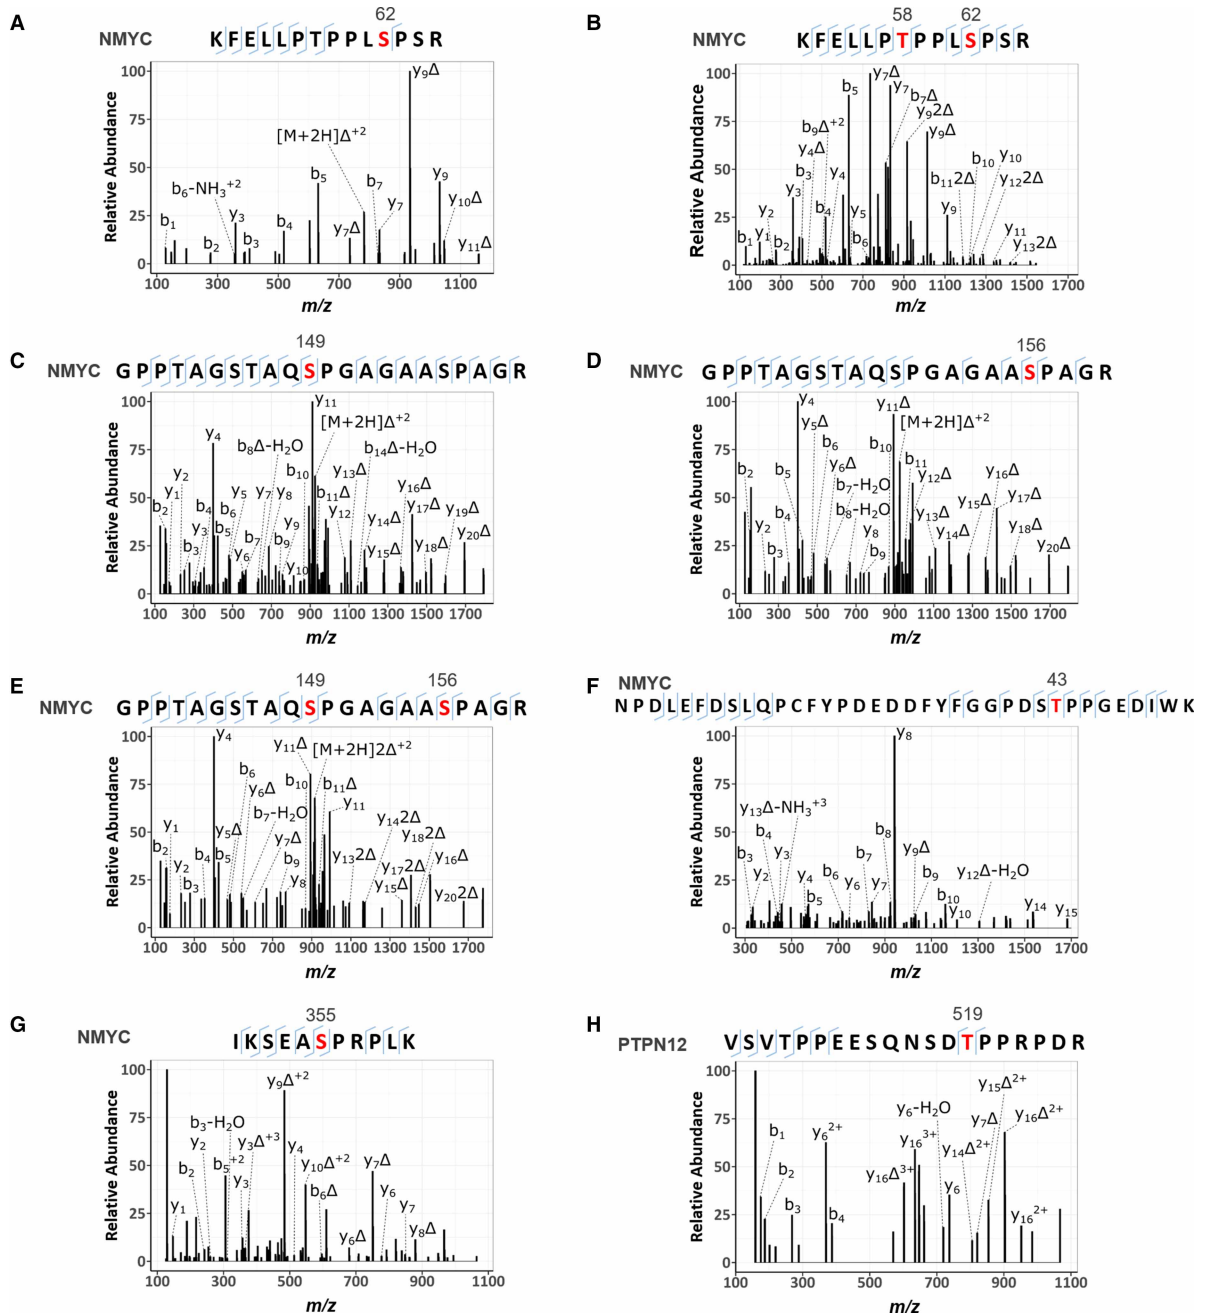 A
62
NMYC KFELLPTPPLSPSR
Relative Abundance
100
75
50
25
0
y9Δ
[M+2H]Δ+2
b5
b7
y9
b6-NH3+2
y3
y7
y10Δ
b1
b2
b3
b4
y7Δ
y11Δ
100 300 500 700 900 1100
m/z
B
58 62
NMYC KFELLPTPPLSPSR
Relative Abundance
100
75
50
25
0
y7Δ
b5
y7
b7Δ
y92Δ
b9Δ+2
y9Δ
y4Δ
b3
y4
b10
y10
y3
b112Δ
y122Δ
y2
b4
y5
y9
b1
y1
b2
b6
y11
y132Δ
100 300 500 700 900 1100 1300 1500 1700
m/z
C
149
NMYC GPPTAGSTAQSPGAGAASPAGR
Relative Abundance
100
75
50
25
0
y11
[M+2H]Δ+2
y4
b8Δ-H2O
b14Δ-H2O
y2
b10
y13Δ
y1
y5
y7
y8
b11Δ
y16Δ
b2
b4
b6
y12
y17Δ
y19Δ
y3
b5
y9
y14Δ
b3
y6
b7
b9
y15Δ
y18Δ
y20Δ
y10
100 300 500 700 900 1100 1300 1500 1700
m/z
D
156
NMYC GPPTAGSTAQSPGAGAASPAGR
Relative Abundance
100
75
50
25
0
y4
y11Δ
y5Δ
[M+2H]Δ+2
b6
b10
b2
b5
y6Δ
b11
y12Δ
y16Δ
b7-H2O
y15Δ
y17Δ
b4
b8-H2O
y13Δ
y2
y8
y14Δ
y18Δ
b3
b9
y20Δ
100 300 500 700 900 1100 1300 1500 1700
m/z
E
149 156
NMYC GPPTAGSTAQSPGAGAASPAGR
Relative Abundance
100
75
50
25
0
y4
y11Δ
[M+2H]2Δ+2
b6
b10
b11Δ
y6Δ
y11
b7-H2O
y142Δ
y1
y5Δ
y7Δ
y182Δ
b2
b4
b5
y132Δ
y16Δ
y2
b9
y172Δ
b3
y8
y15Δ
y202Δ
100 300 500 700 900 1100 1300 1500 1700
m/z
F
NMYC
43
NPDLEFDSLQPCFYPDEDDFYFGGPDSTPPGEDIWK
Relative Abundance
100
75
50
25
0
y8
y13Δ-NH3+3
b4
b8
b3
y3
b7
y9Δ
y2
y4
b6
y6
y7
b9
y12Δ-H2O
b5
b10
y10
y14
y15
300 500 700 900 1100 1300 1500 1700
m/z
G
355
NMYC IKSEASPRPLK
Relative Abundance
100
75
50
25
0
y9Δ+2
b3-H2O
y2
y3Δ+3
y4
b2
b5+2
y10Δ+2
y7Δ
y3
b6Δ
y6
y1
y7
y6Δ
y8Δ
100 300 500 700 900 1100
m/z
H
519
PTPN12 VSVTPPEESQNSDTPPRPDR
Relative Abundance
100
75
50
25
0
y15Δ2+
y6-H2O
y7Δ
y16Δ2+
b1
y62+
y163+
y14Δ2+
b2
y16Δ3+
y6
b3
b4
y162+
100 300 500 700 900 1100
m/z